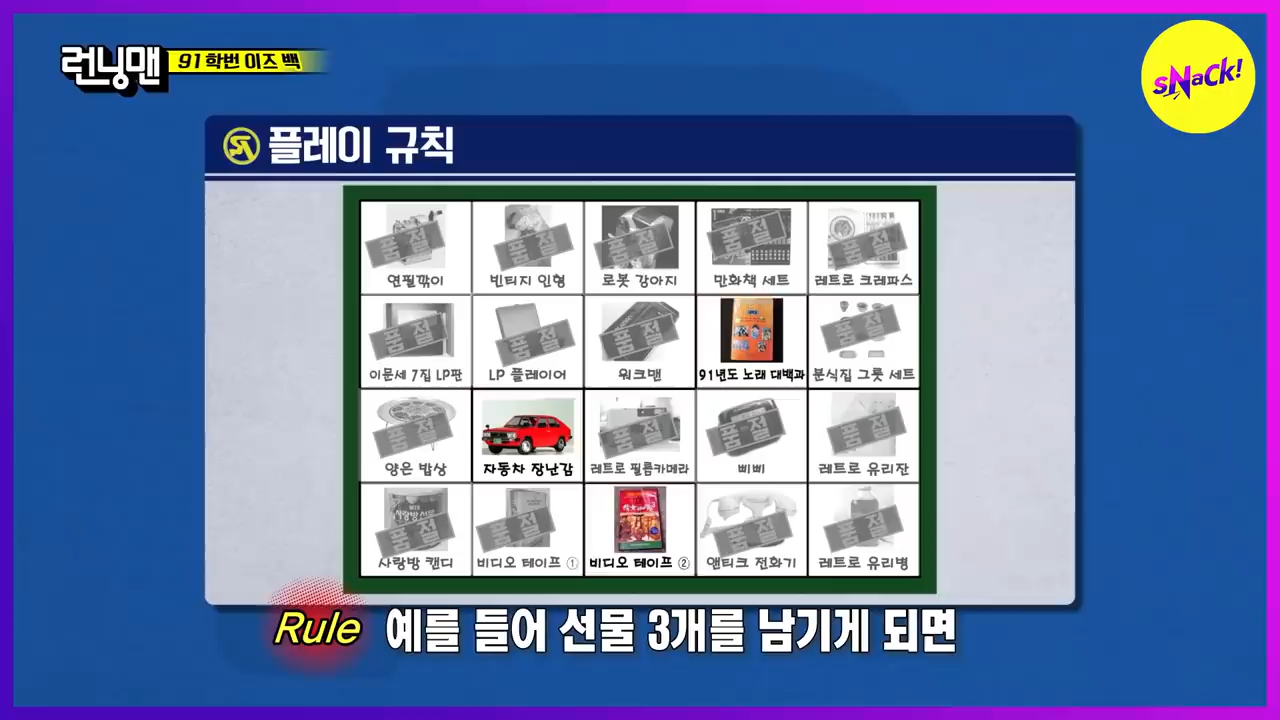 런닝맨 91 학번 이즈 백
sNaCk!
플레이 규칙
품절 품절 품절 품절 품절
연필깎이 빈티지 인형 로봇 강아지 만화책 세트 레트로 크레파스
품절 품절 품절 품절
이문세 7집 LP판 LP 플레이어 워크맨 91년도 노래 대백과 분식집 그릇 세트
품절 품절 품절 품절
양은 밥상 자동차 장난감 레트로 필름카메라 삐삐 레트로 유리잔
사랑방 선물
품절 품절 품절 품절
사랑방 캔디 비디오 테이프 ① 비디오 테이프 ② 앤티크 전화기 레트로 유리병
Rule 예를 들어 선물 3개를 남기게 되면